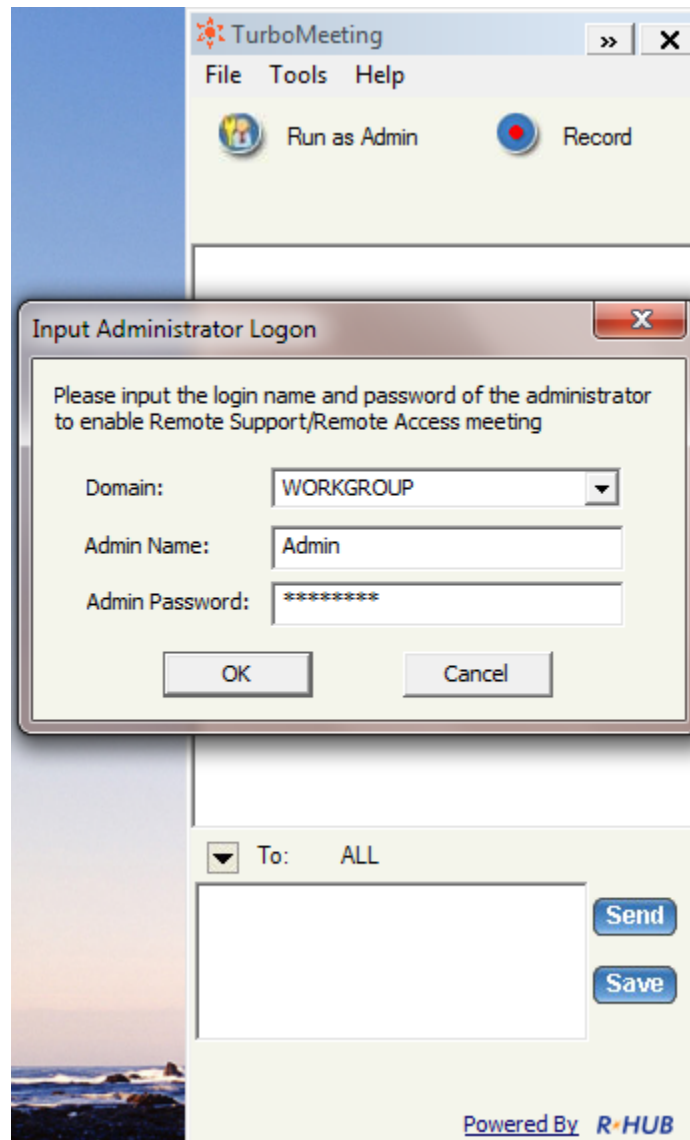 TurboMeeting
File Tools Help
Run as Admin Record
Input Administrator Logon
Please input the login name and password of the administrator
to enable Remote Support/Remote Access meeting
Domain: WORKGROUP
Admin Name: Admin
Admin Password: ********
OK Cancel
To: ALL
Send
Save
Powered By R-HUB